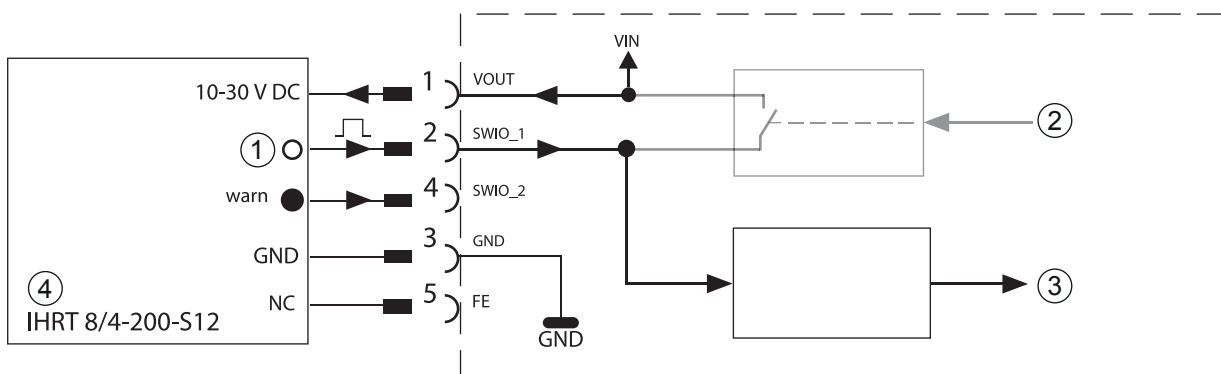 VIN
10-30 V DC
1
VOUT
2
SWIO_1
1
2
warn
4
SWIO_2
GND
3
GND
3
4
NC
5
FE
IHRT 8/4-200-S12
GND